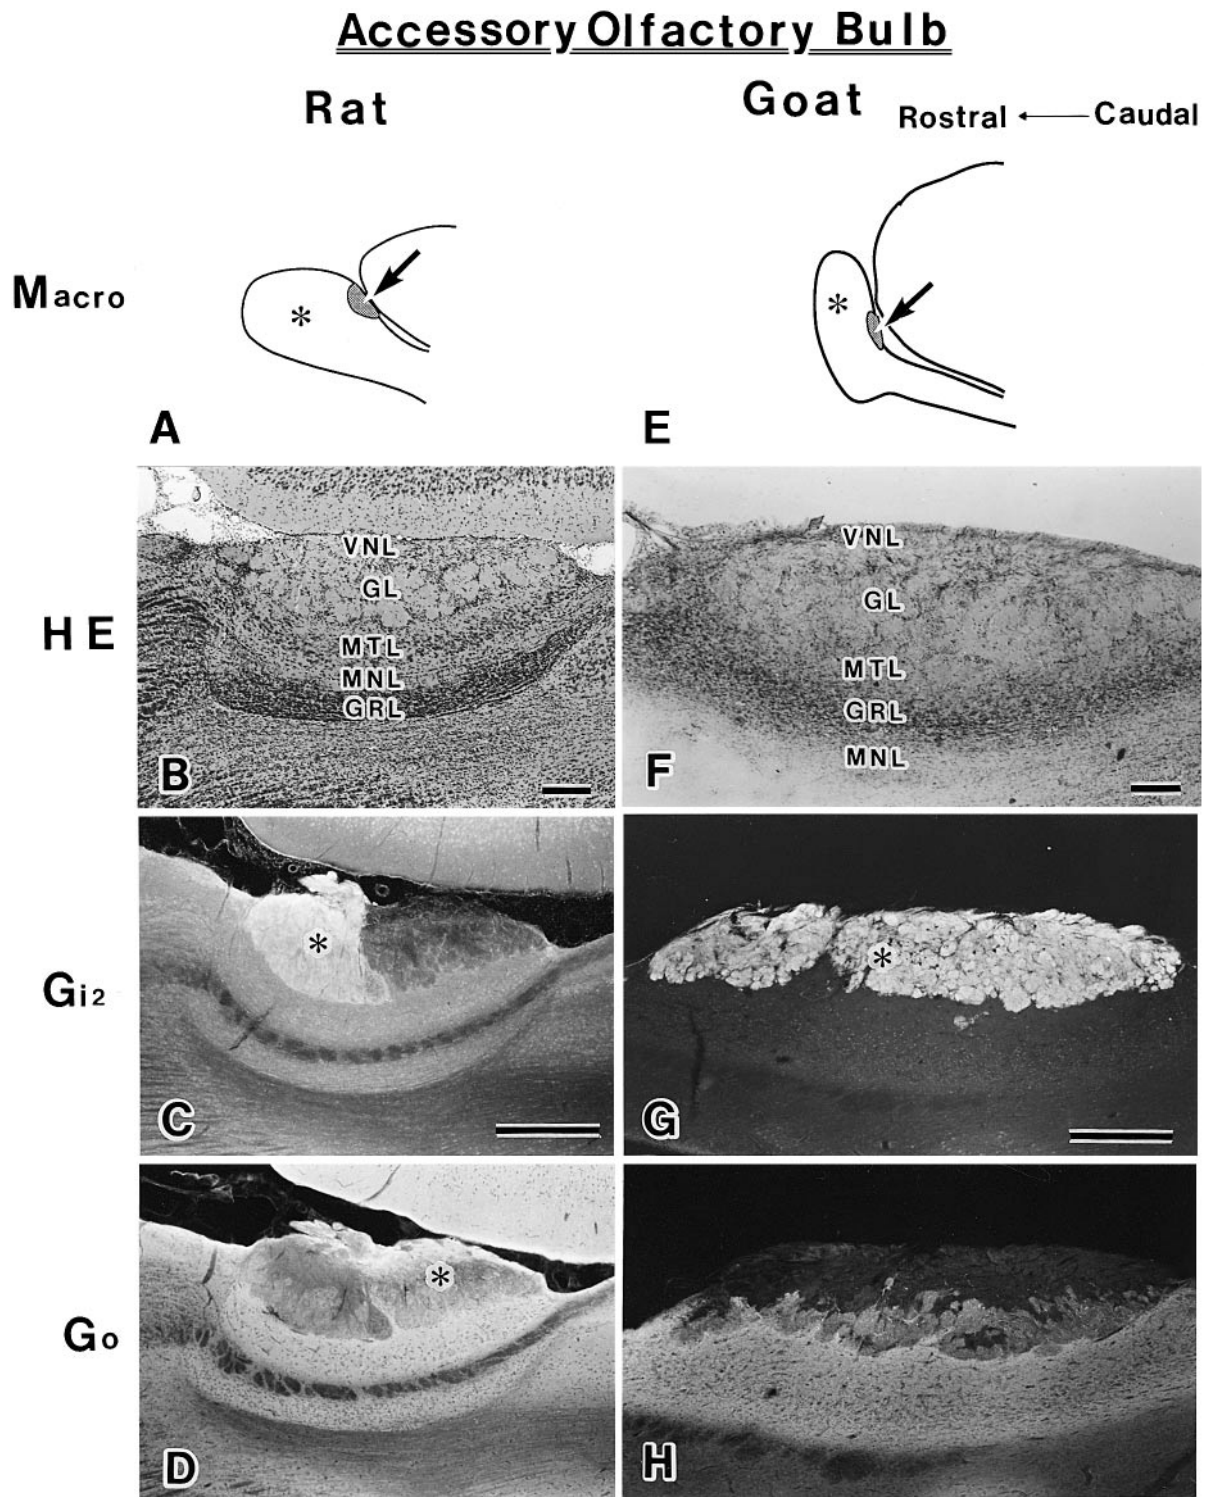 Accessory Olfactory Bulb
Rat
Goat
Rostral ← Caudal
Macro
*
*
A
E
HE
VNL
GL
MTL
MNL
GRL
B
VNL
GL
MTL
GRL
MNL
F
Gi2
*
C
*
G
Go
*
D
H